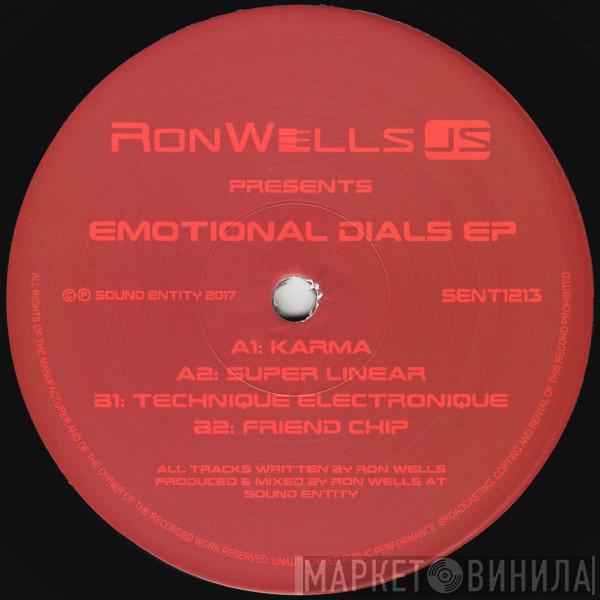 RONWELLS JS
PRESENTS
EMOTIONAL DIALS EP
© ℗ SOUND ENTITY 2017
SENT1213
A1: KARMA
A2: SUPER LINEAR
B1: TECHNIQUE ELECTRONIQUE
B2: FRIEND CHIP
ALL TRACKS WRITTEN BY RON WELLS
PRODUCED & MIXED BY RON WELLS AT
SOUND ENTITY
ALL RIGHTS OF THE MANUFACTURER AND OF THE OWNER OF THE RECORDED WORK RESERVED. PUBLIC PERFORMANCE, BROADCASTING, COPYING AND RENTAL OF THIS RECORD PROHIBITED
МАРКЕТ ВИНИЛА